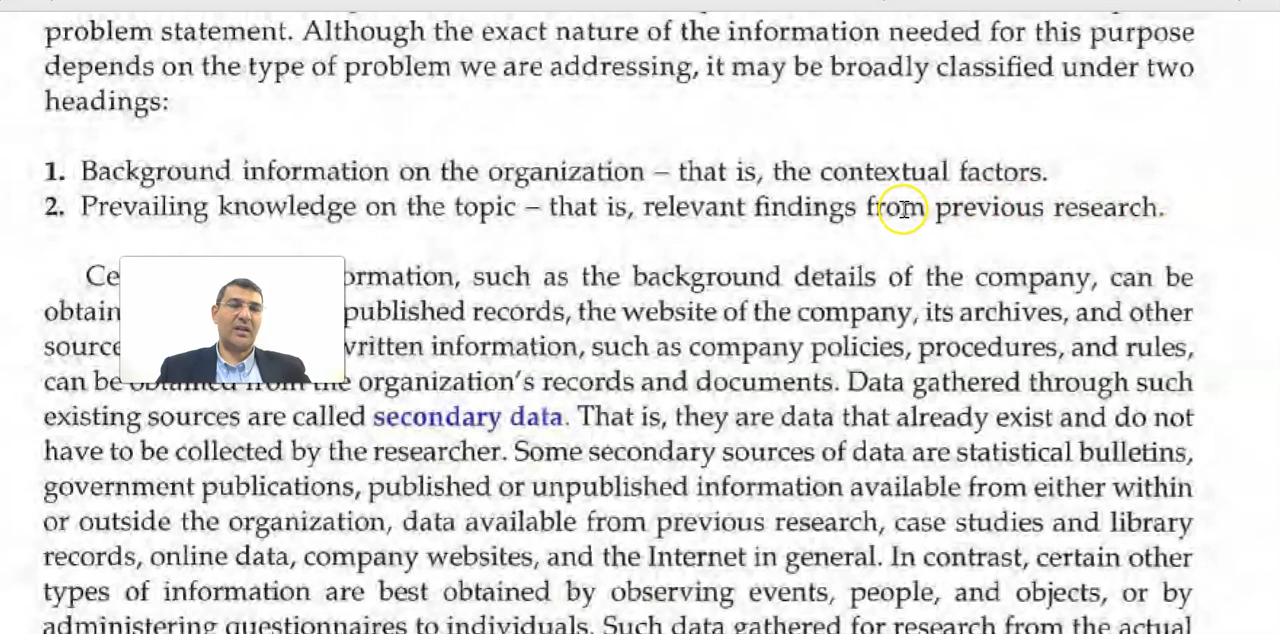 problem statement. Although the exact nature of the information needed for this purpose
depends on the type of problem we are addressing, it may be broadly classified under two
headings:
1. Background information on the organization – that is, the contextual factors.
2. Prevailing knowledge on the topic – that is, relevant findings from previous research.
Ce ormation, such as the background details of the company, can be
obtain published records, the website of the company, its archives, and other
source written information, such as company policies, procedures, and rules,
can be obtained from the organization's records and documents. Data gathered through such
existing sources are called secondary data. That is, they are data that already exist and do not
have to be collected by the researcher. Some secondary sources of data are statistical bulletins,
government publications, published or unpublished information available from either within
or outside the organization, data available from previous research, case studies and library
records, online data, company websites, and the Internet in general. In contrast, certain other
types of information are best obtained by observing events, people, and objects, or by
administering questionnaires to individuals. Such data gathered for research from the actual